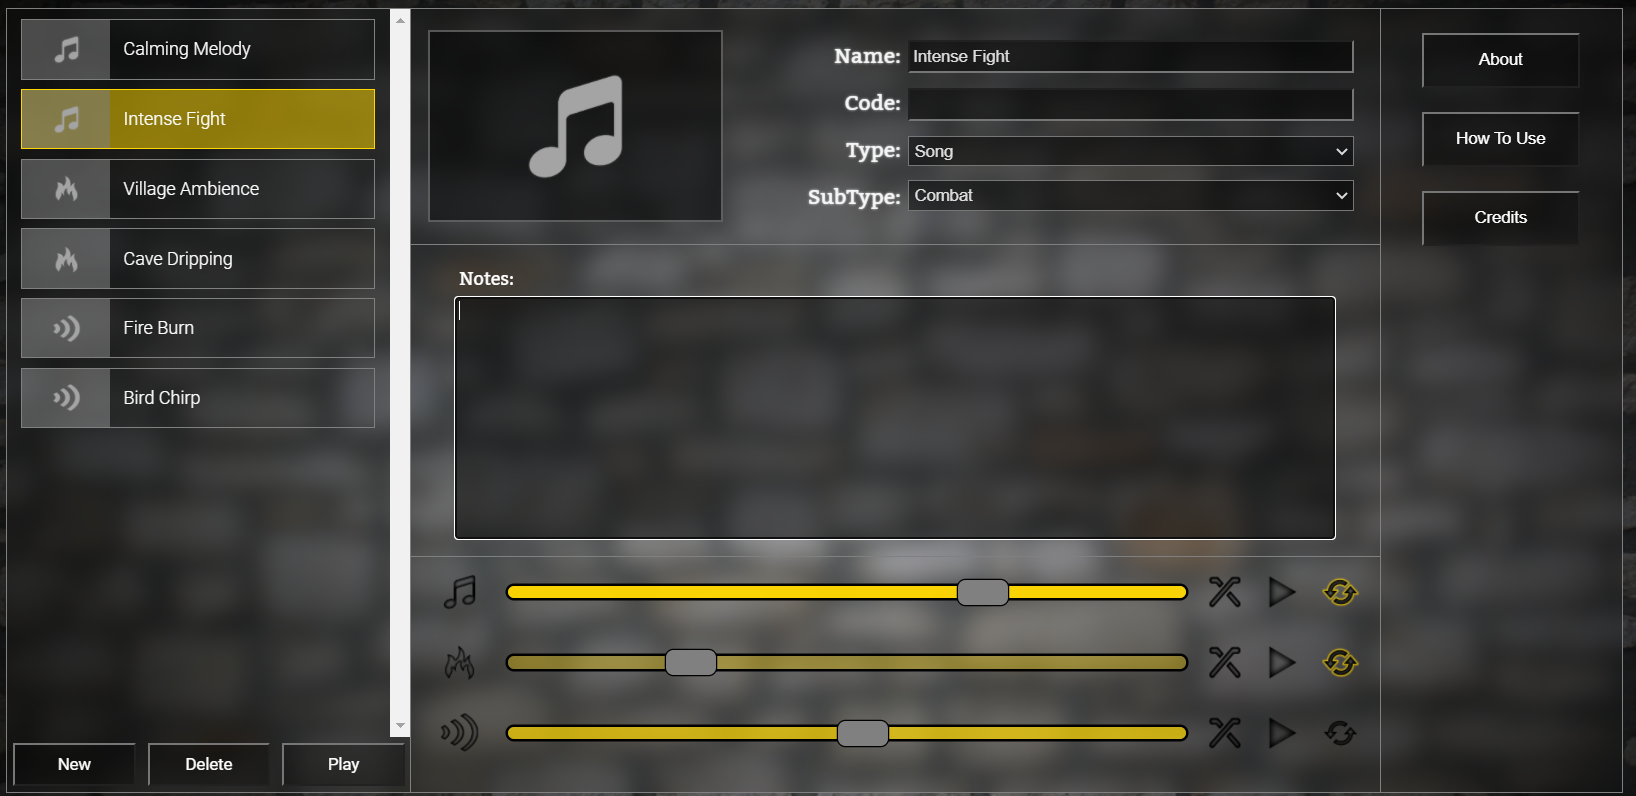 Calming Melody
Intense Fight
Village Ambience
Cave Dripping
Fire Burn
Bird Chirp
New
Delete
Play
Name: Intense Fight
Code:
Type: Song
SubType: Combat
Notes:
About
How To Use
Credits